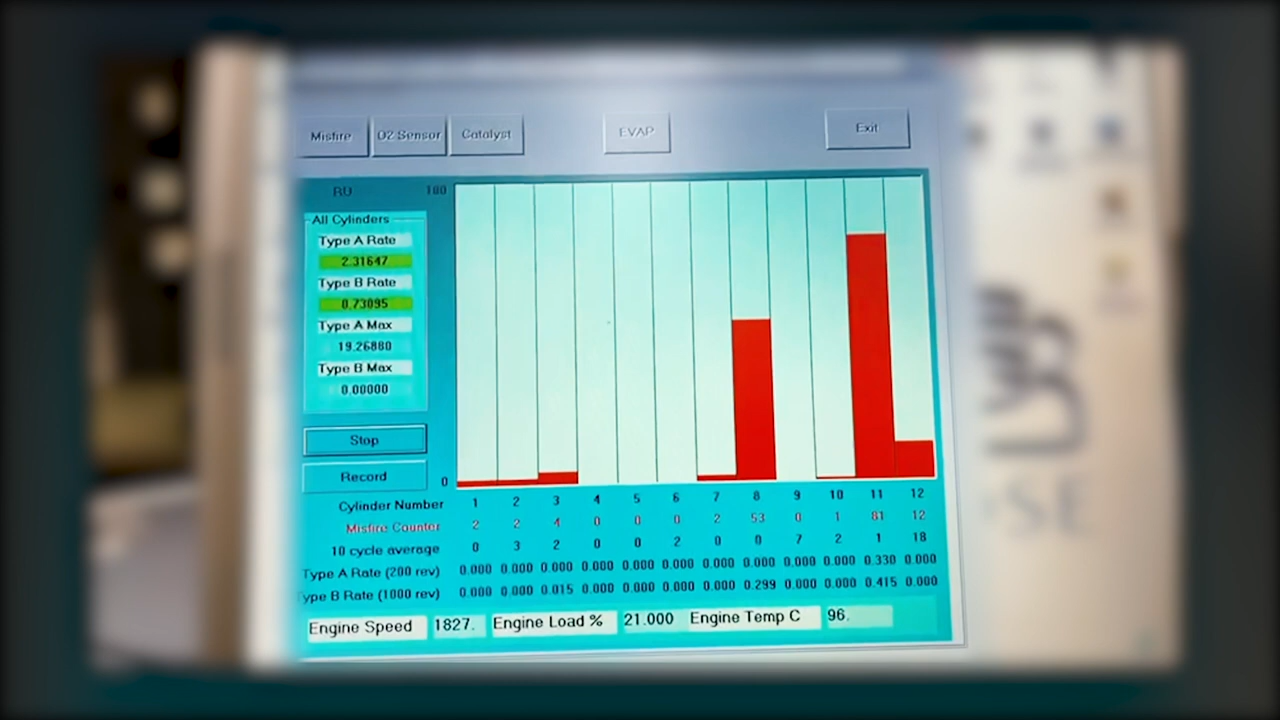 Misfire O2 Sensor Catalyst EVAP Exit
RU 100
All Cylinders
Type A Rate
2.31647
Type B Rate
0.73095
Type A Max
19.26880
Type B Max
0.00000
Stop
Record 0
Cylinder Number 1 2 3 4 5 6 7 8 9 10 11 12
Misfire Counter 2 2 4 0 0 0 2 53 0 1 81 12
10 cycle average 0 3 2 0 0 2 0 0 7 2 1 18
Type A Rate (200 rev) 0.000 0.000 0.000 0.000 0.000 0.000 0.000 0.000 0.000 0.000 0.330 0.000
ype B Rate (1000 rev) 0.000 0.000 0.015 0.000 0.000 0.000 0.000 0.299 0.000 0.000 0.415 0.000
Engine Speed 1827. Engine Load % 21.000 Engine Temp C 96.